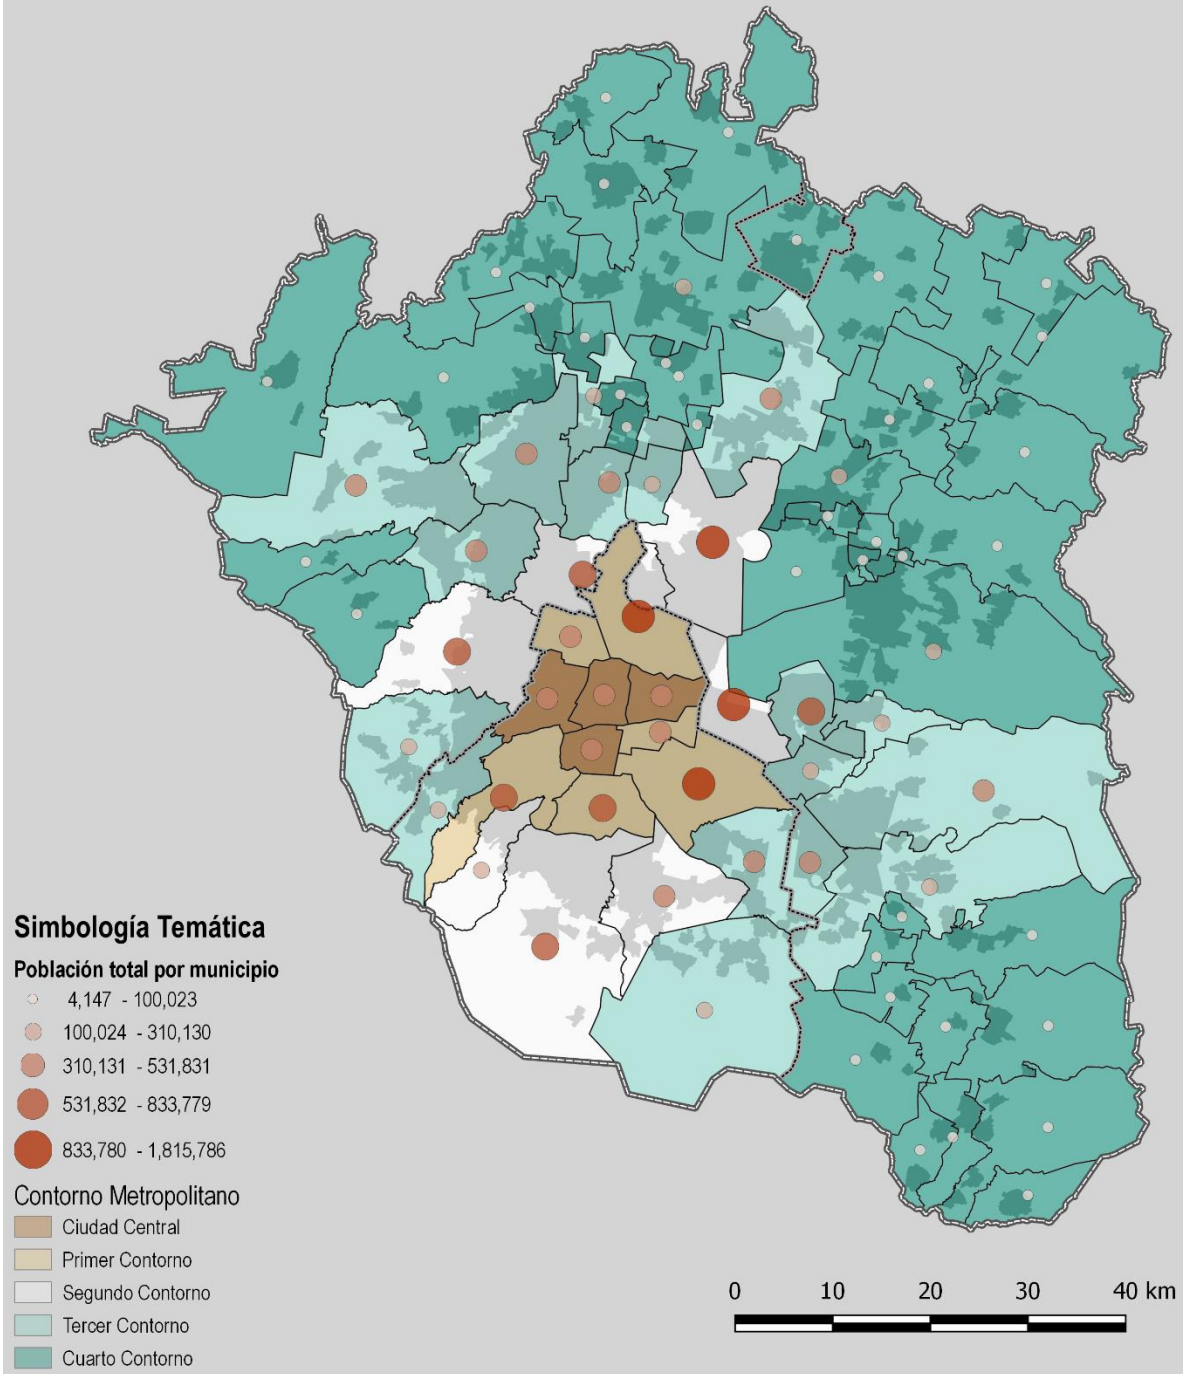 Simbología Temática
Población total por municipio
4,147 - 100,023
100,024 - 310,130
310,131 - 531,831
531,832 - 833,779
833,780 - 1,815,786
Contorno Metropolitano
Ciudad Central
Primer Contorno
Segundo Contorno
Tercer Contorno
Cuarto Contorno
0 10 20 30 40 km